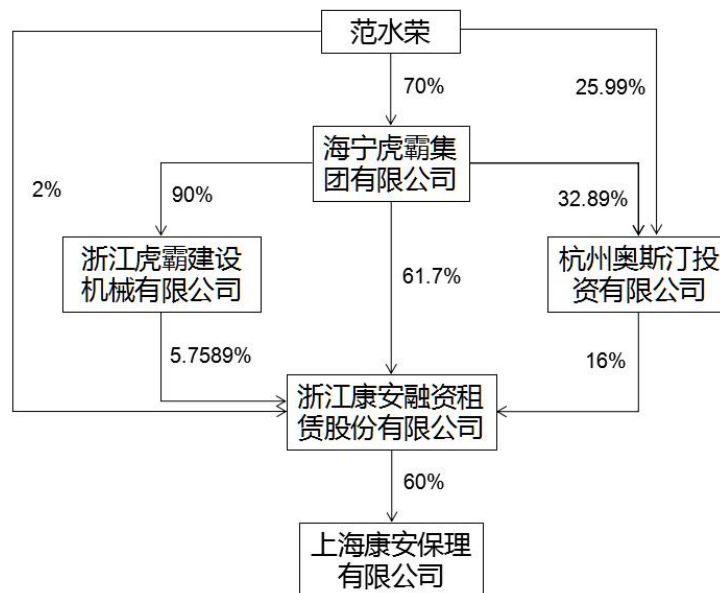 范水荣
70%
25.99%
海宁虎霸集
团有限公司
2%
90%
32.89%
浙江虎霸建设
机械有限公司
61.7%
杭州奥斯汀投
资有限公司
5.7589%
16%
浙江康安融资租
赁股份有限公司
60%
上海康安保理
有限公司